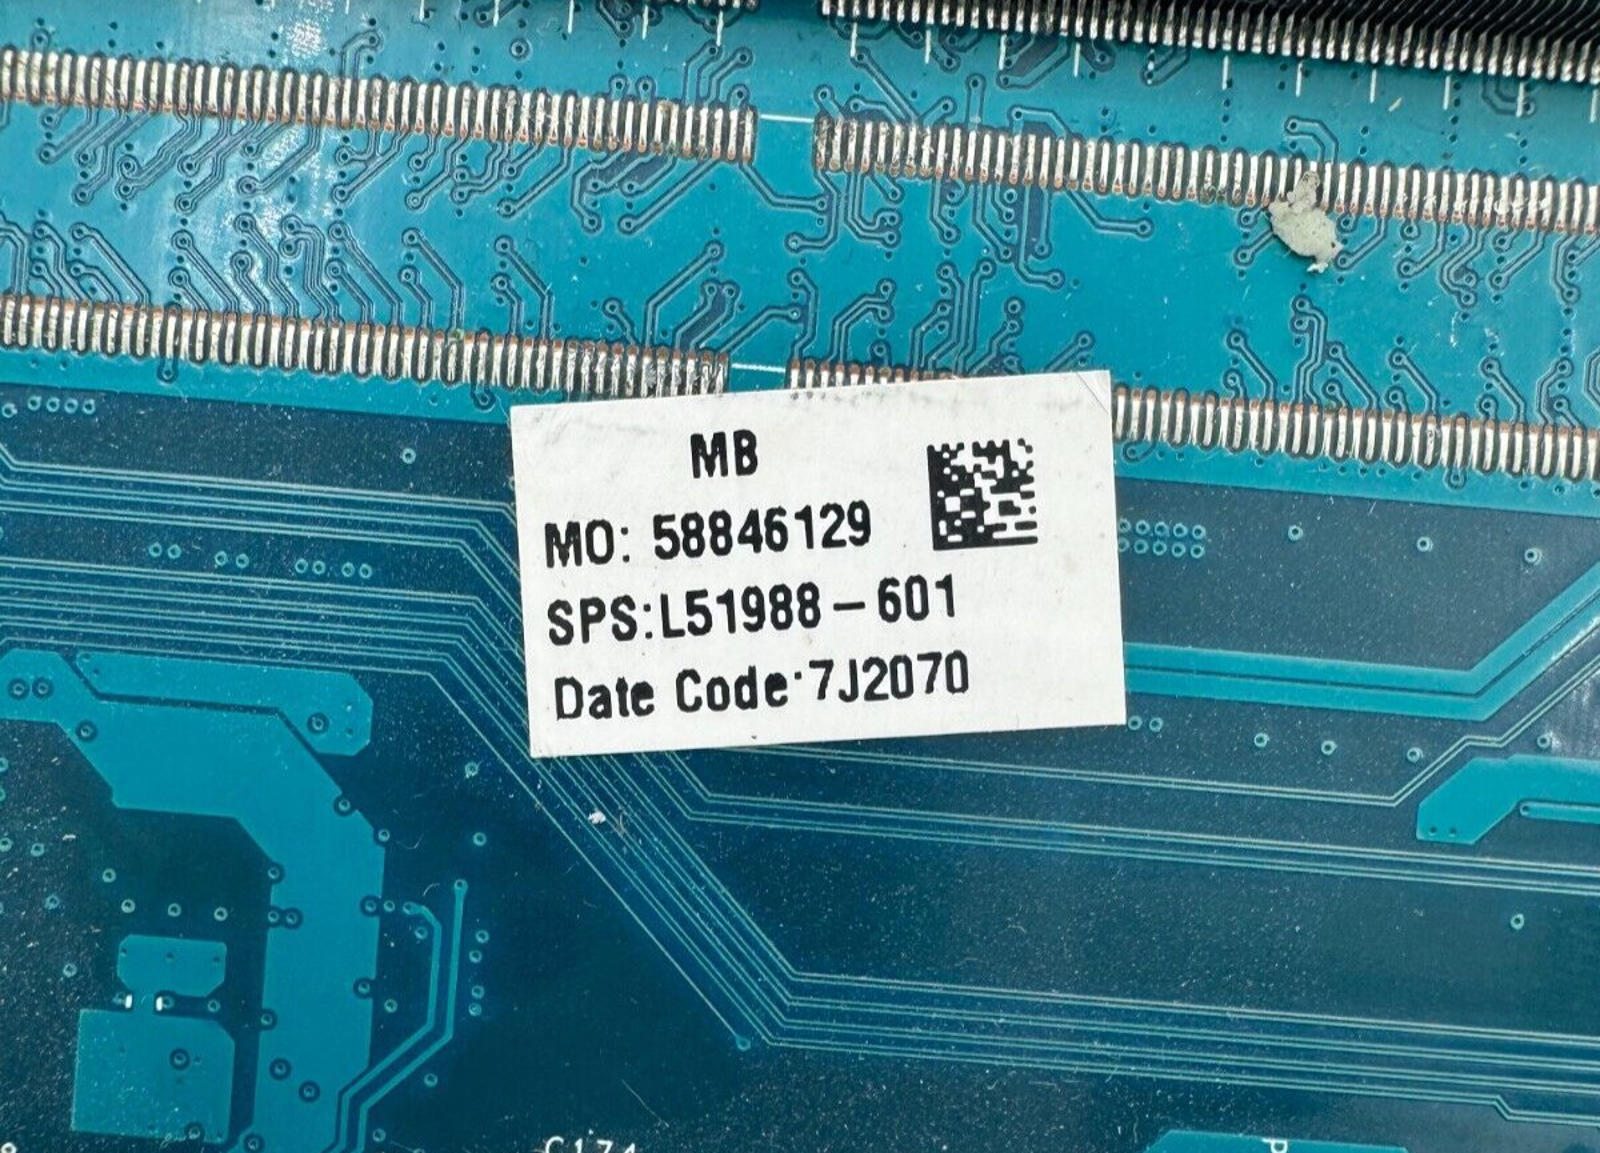 MB
MO: 58846129
SPS:L51988-601
Date Code:7J2070